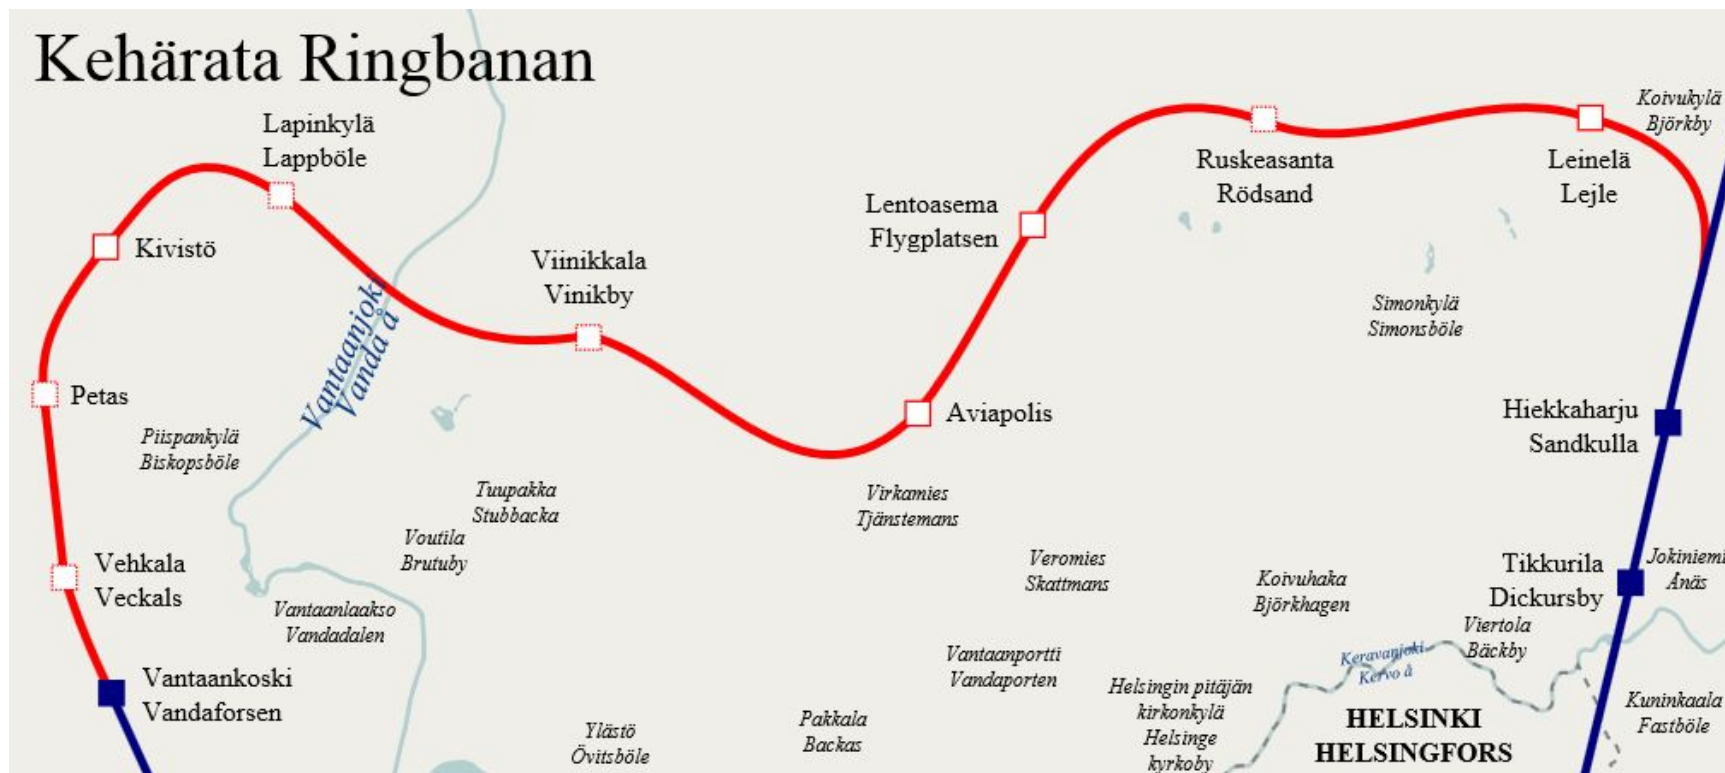 Kehärata Ringbanan
Lapinkylä
Lappböle
Kivistö
Vantaanjoki
Vanda å
Viinikkala
Vinikby
Lentoasema
Flygplatsen
Ruskeasanta
Rödsand
Leinelä
Lejle
Koivukylä
Björkby
Simonkylä
Simonsböle
Petas
Piispankylä
Biskopsböle
Aviapolis
Hiekkaharju
Sandkulla
Tuupakka
Stubbacka
Virkamies
Tjänstemans
Voutila
Brutuby
Vehkala
Veckals
Veromies
Skattmans
Koivuhaka
Björkhagen
Tikkurila
Dickursby
Jokiniemi
Ånäs
Vantaanlaakso
Vandadalen
Viertola
Bäckby
Vantaankoski
Vandaforsen
Vantaanportti
Vandaporten
Keravanjoki
Kervo å
Helsingin pitäjän
kirkonkylä
Helsinge
kyrkoby
Kuninkaala
Fastböle
Ylästö
Övitsböle
Pakkala
Backas
HELSINKI
HELSINGFORS